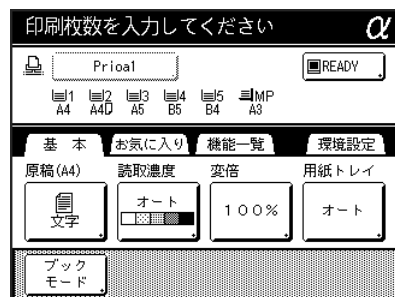 印刷枚数を入力してください α
Prioa1 READY
1 2 3 4 5 MP
A4 A4 A5 B5 B4 A3
基 本 お気に入り 機能一覧 環境設定
原稿(A4) 読取濃度 変倍 用紙トレイ
文字 オート 100% オート
ブック
モード